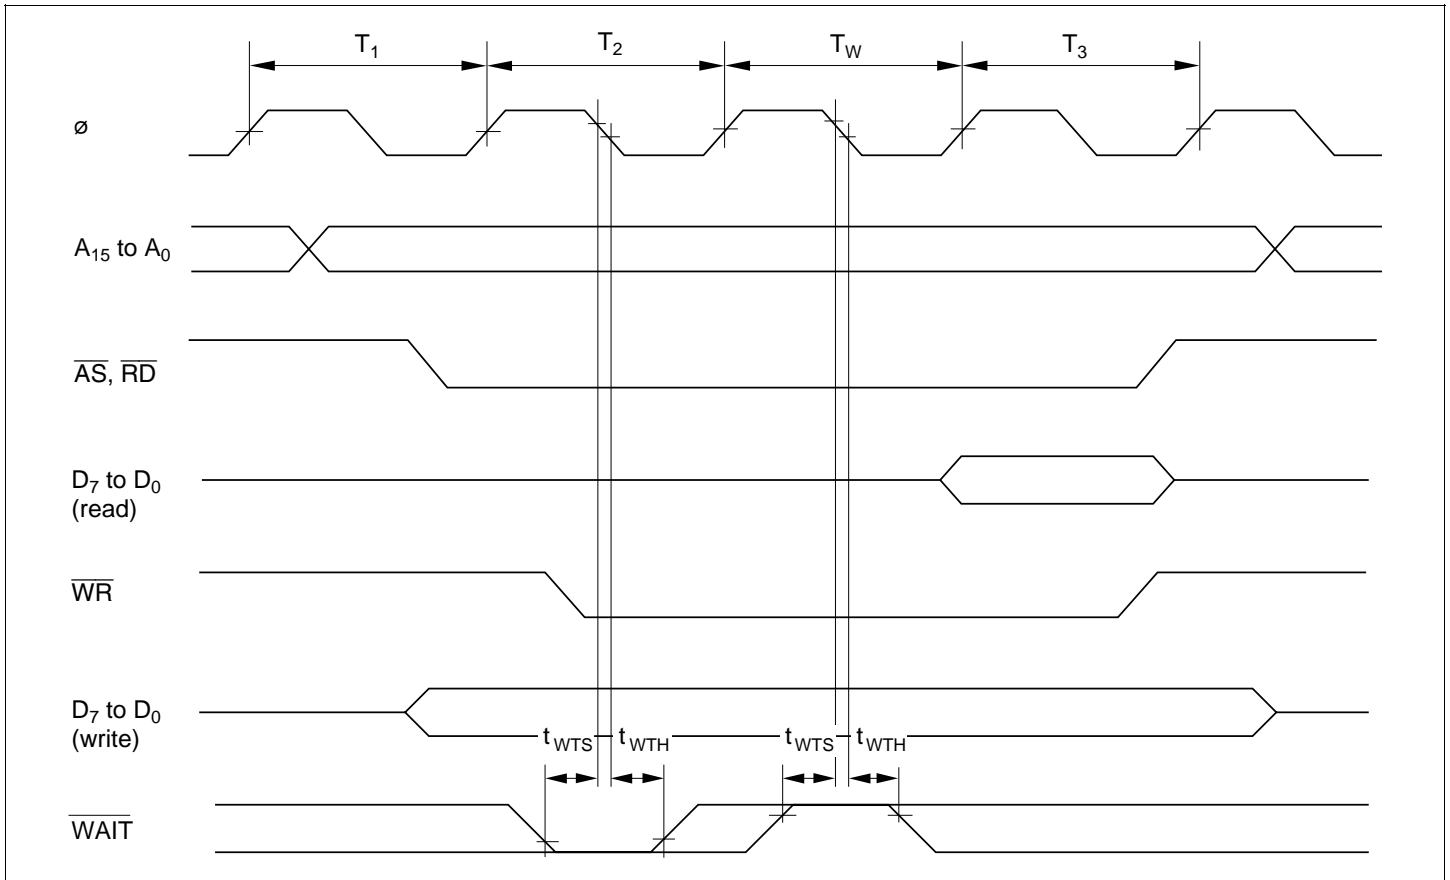 T1 T2 TW T3
ø
A15 to A0
AS, RD
D7 to D0
(read)
WR
D7 to D0
(write)
tWTS tWTH tWTS tWTH
WAIT